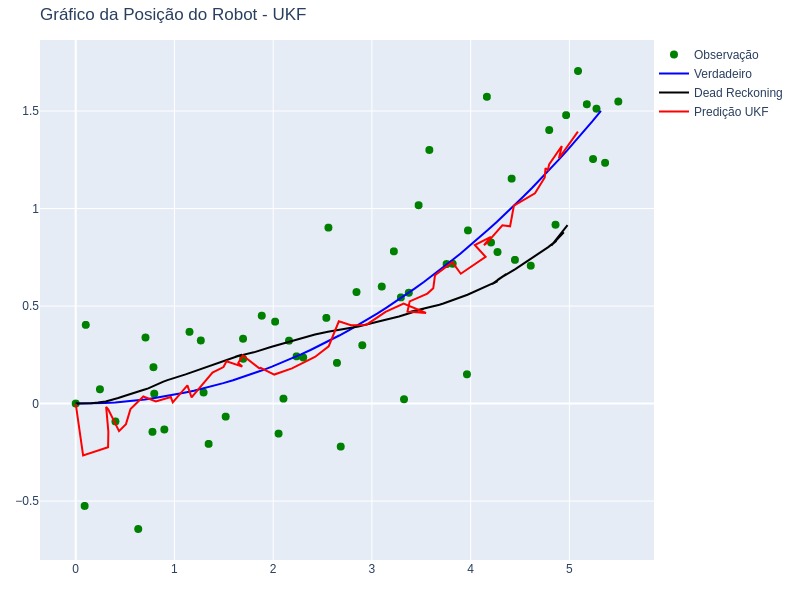 Gráfico da Posição do Robot - UKF
Observação
Verdadeiro
Dead Reckoning
Predição UKF
1.5
1
0.5
0
−0.5
0 1 2 3 4 5